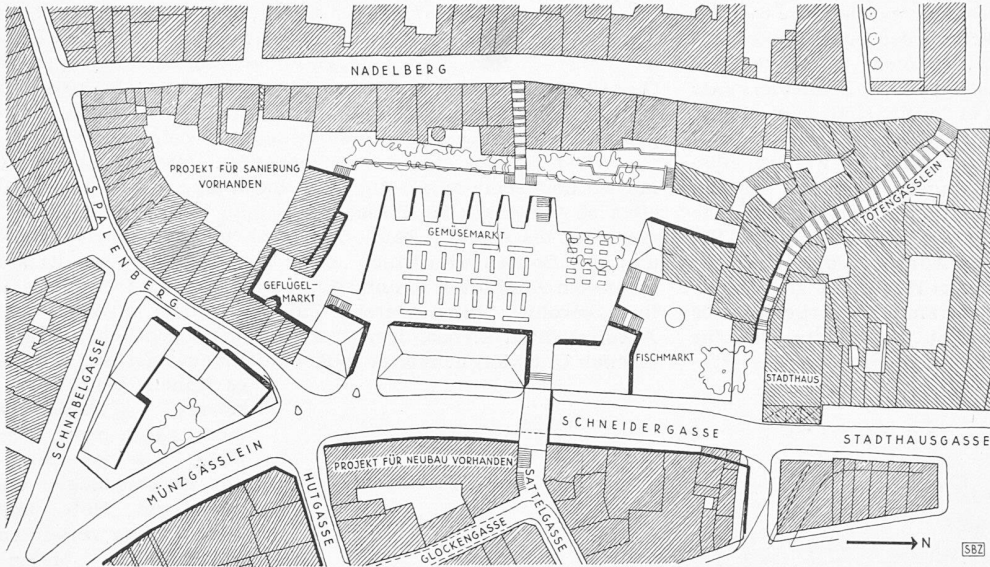 NADELBERG
PROJEKT FÜR SANIERUNG
VORHANDEN
TOTENGÄSSLEIN
SPALENBERG
GEMÜSEMARKT
GEFLÜGEL-
MARKT
FISCHMARKT
STADTHAUS
SCHNABELGASSE
SCHNEIDERGASSE
STADTHAUSGASSE
MÜNZGÄSSLEIN
HUTGASSE
PROJEKT FÜR NEUBAU VORHANDEN
SATTELGASSE
GLOCKENGASSE
N
SBZ